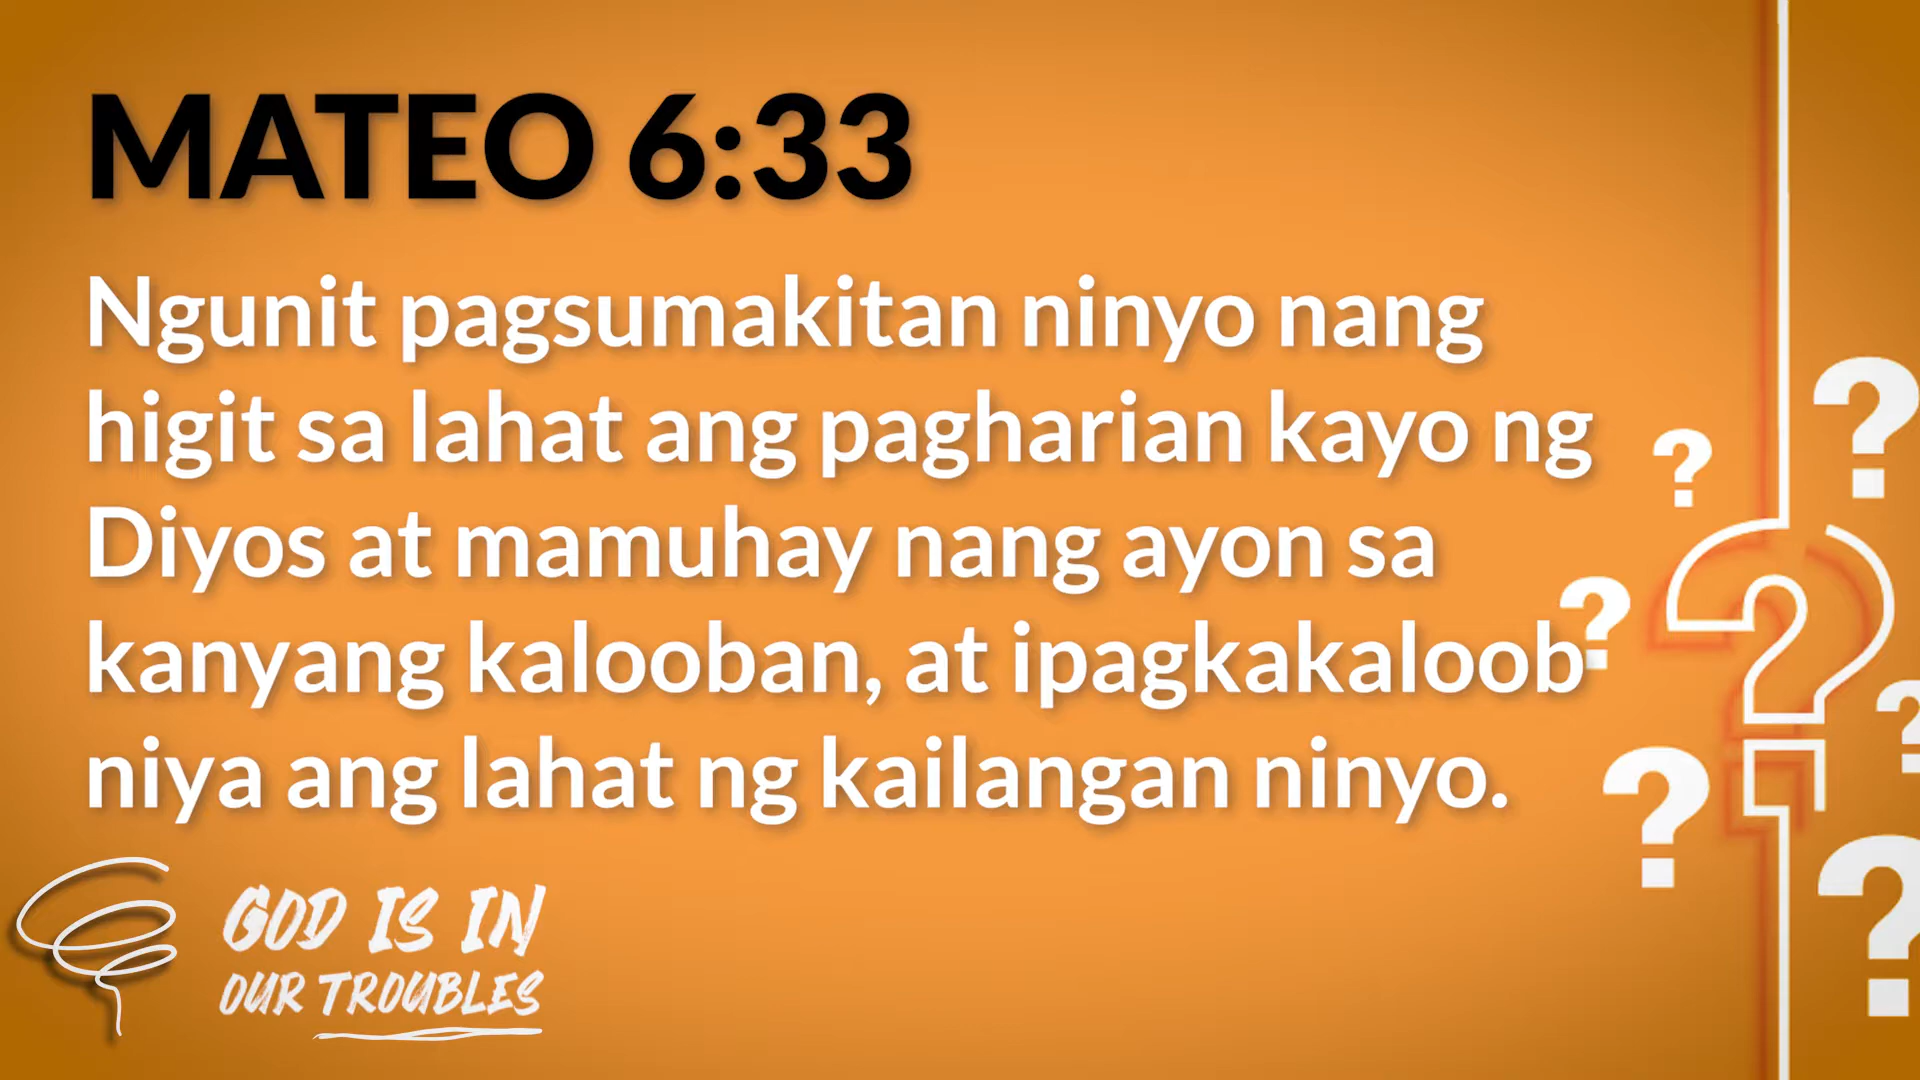 MATEO 6:33
Ngunit pagsumakitan ninyo nang
higit sa lahat ang pagharian kayo ng
Diyos at mamuhay nang ayon sa
kanyang kalooban, at ipagkakaloob
niya ang lahat ng kailangan ninyo.
GOD IS IN
OUR TROUBLES